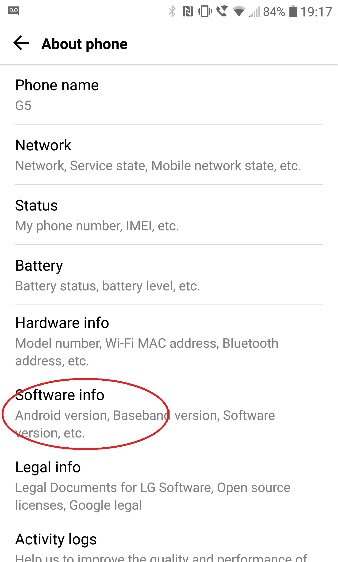 84% 19:17
About phone
Phone name
G5
Network
Network, Service state, Mobile network state, etc.
Status
My phone number, IMEI, etc.
Battery
Battery status, battery level, etc.
Hardware info
Model number, Wi-Fi MAC address, Bluetooth
address, etc.
Software info
Android version, Baseband version, Software
version, etc.
Legal info
Legal Documents for LG Software, Open source
licenses, Google legal
Activity logs
Help us to improve the quality and performance of